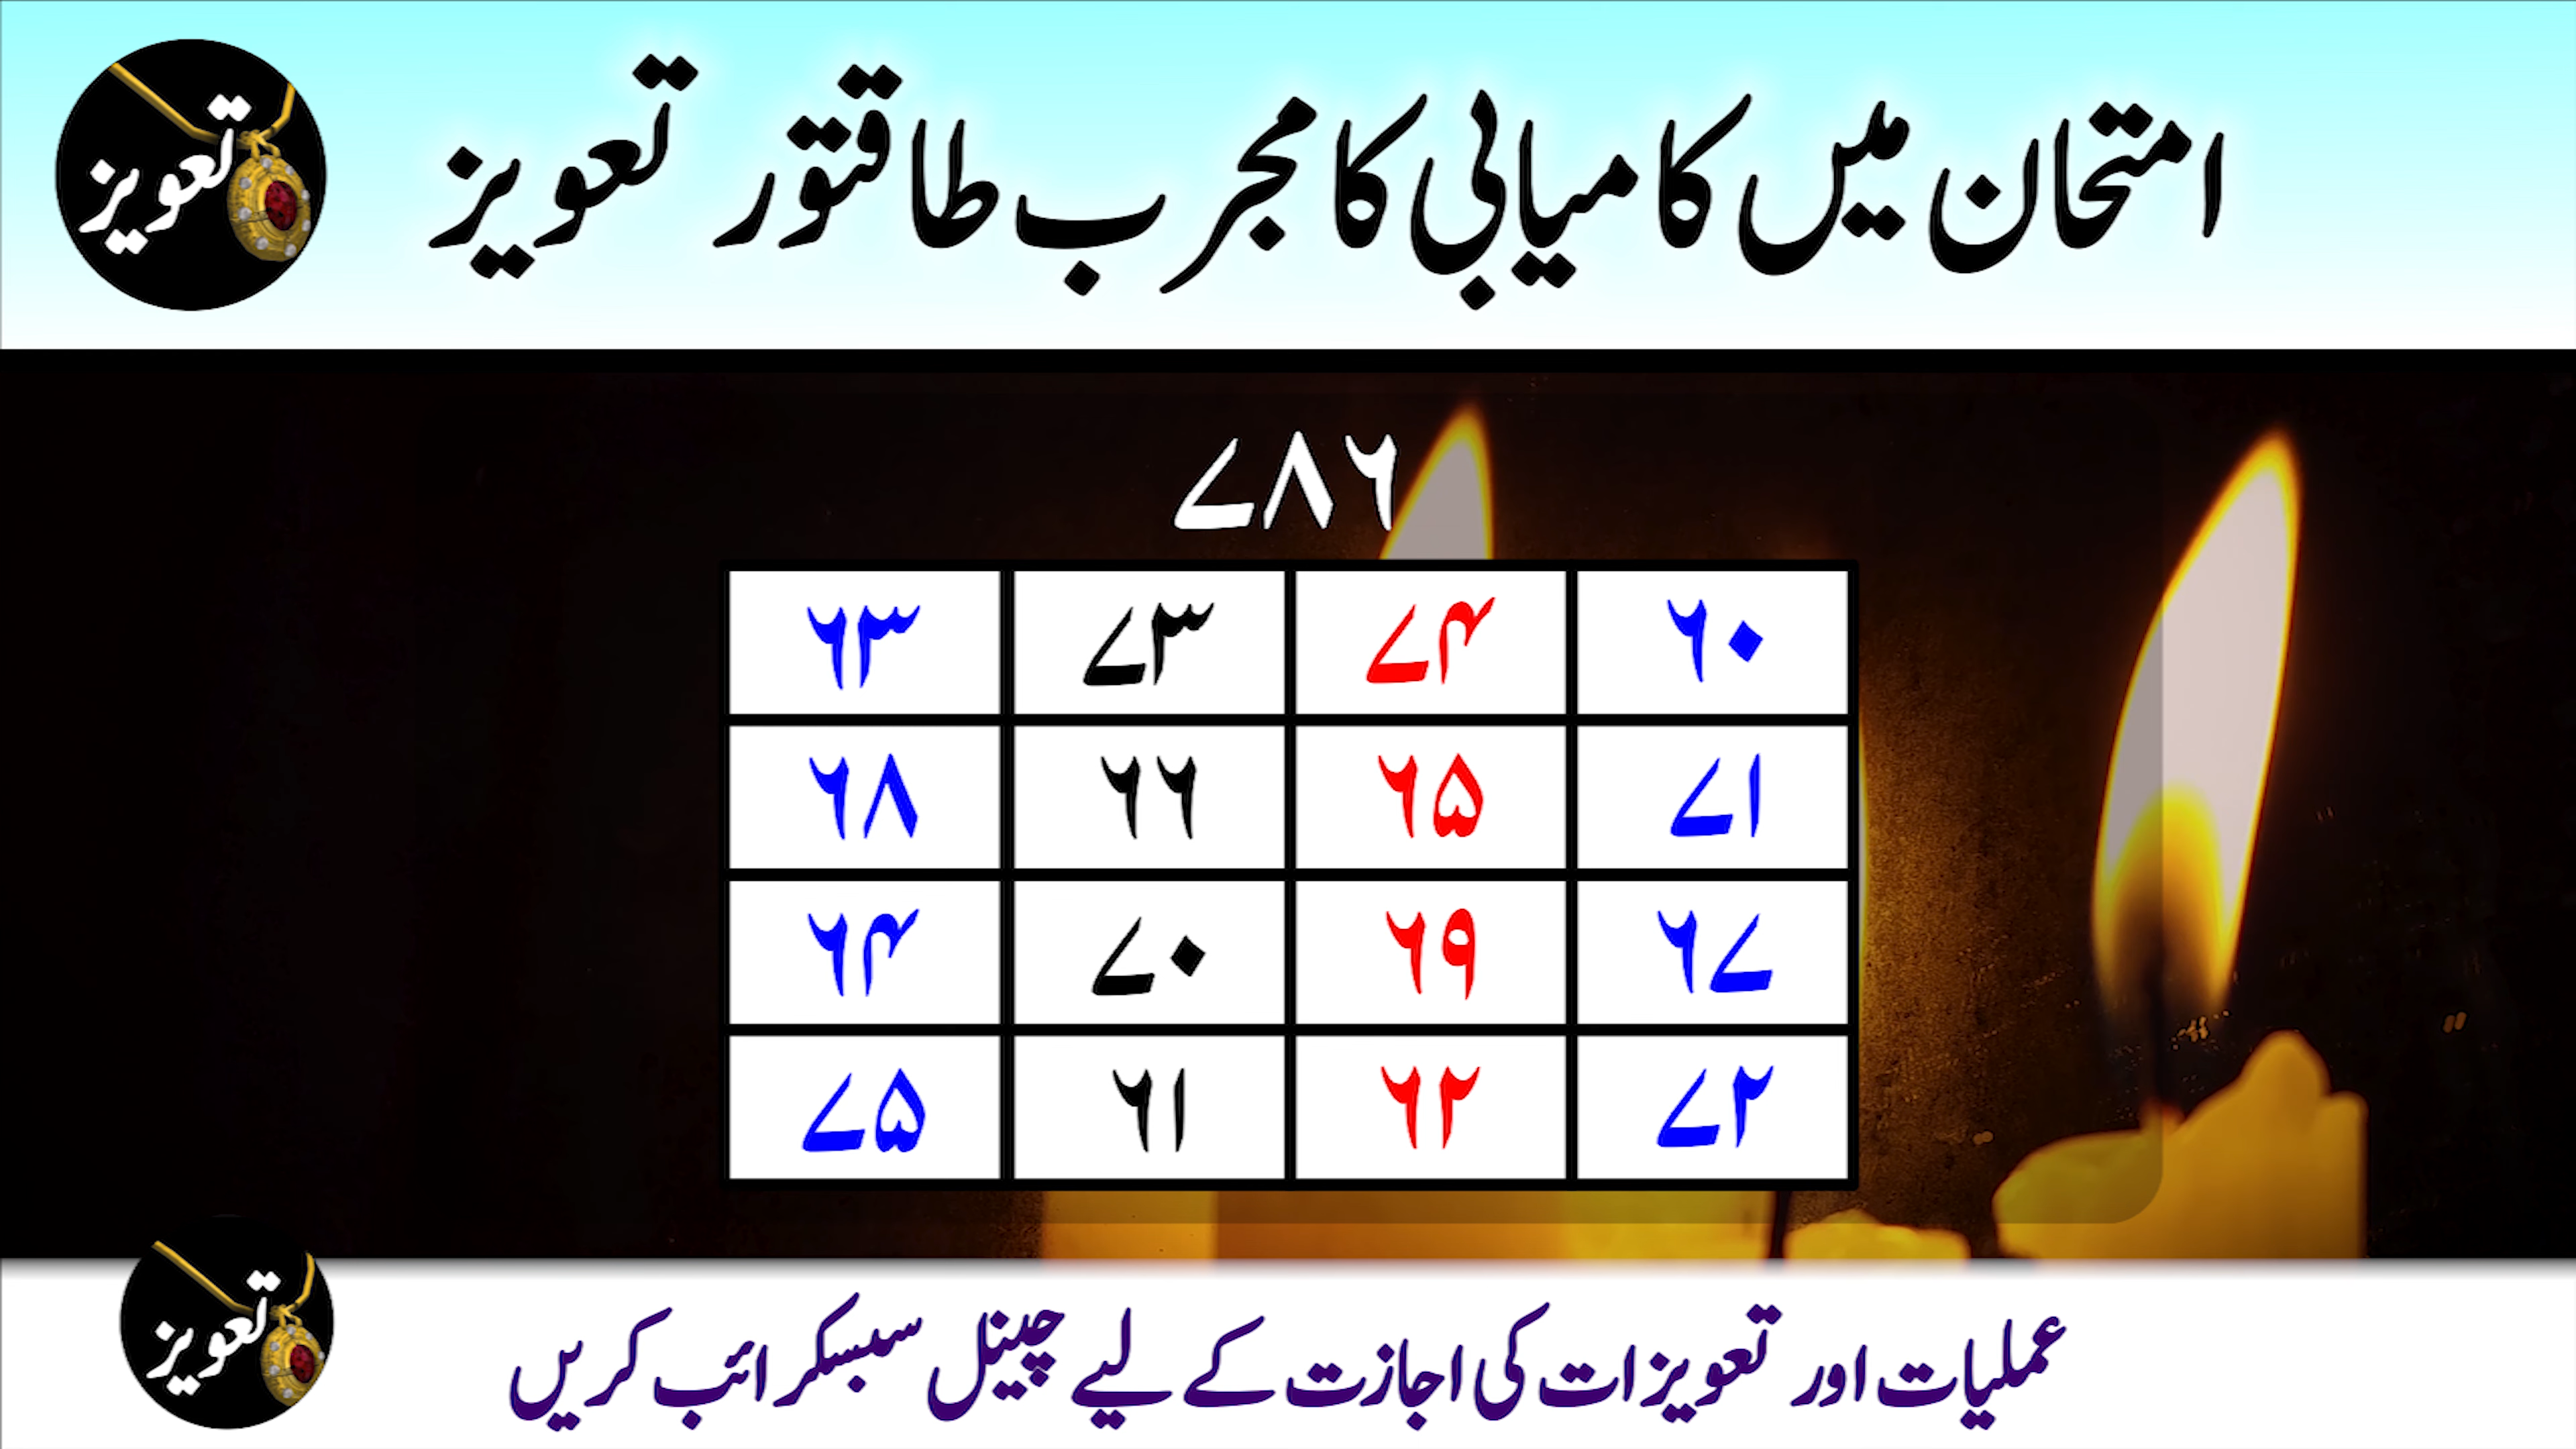 امتحان میں کامیابی کا مجرب طاقتور تعویز
تعویز
۷۸۶
۶۳ ۷۳ ۷۴ ۶۰
۶۸ ۶۶ ۶۵ ۷۱
۶۴ ۷۰ ۶۹ ۶۷
۷۵ ۶۱ ۶۲ ۷۲
عملیات اور تعویزات کی اجازت کے لیے چینل سبسکرائب کریں
تعویز